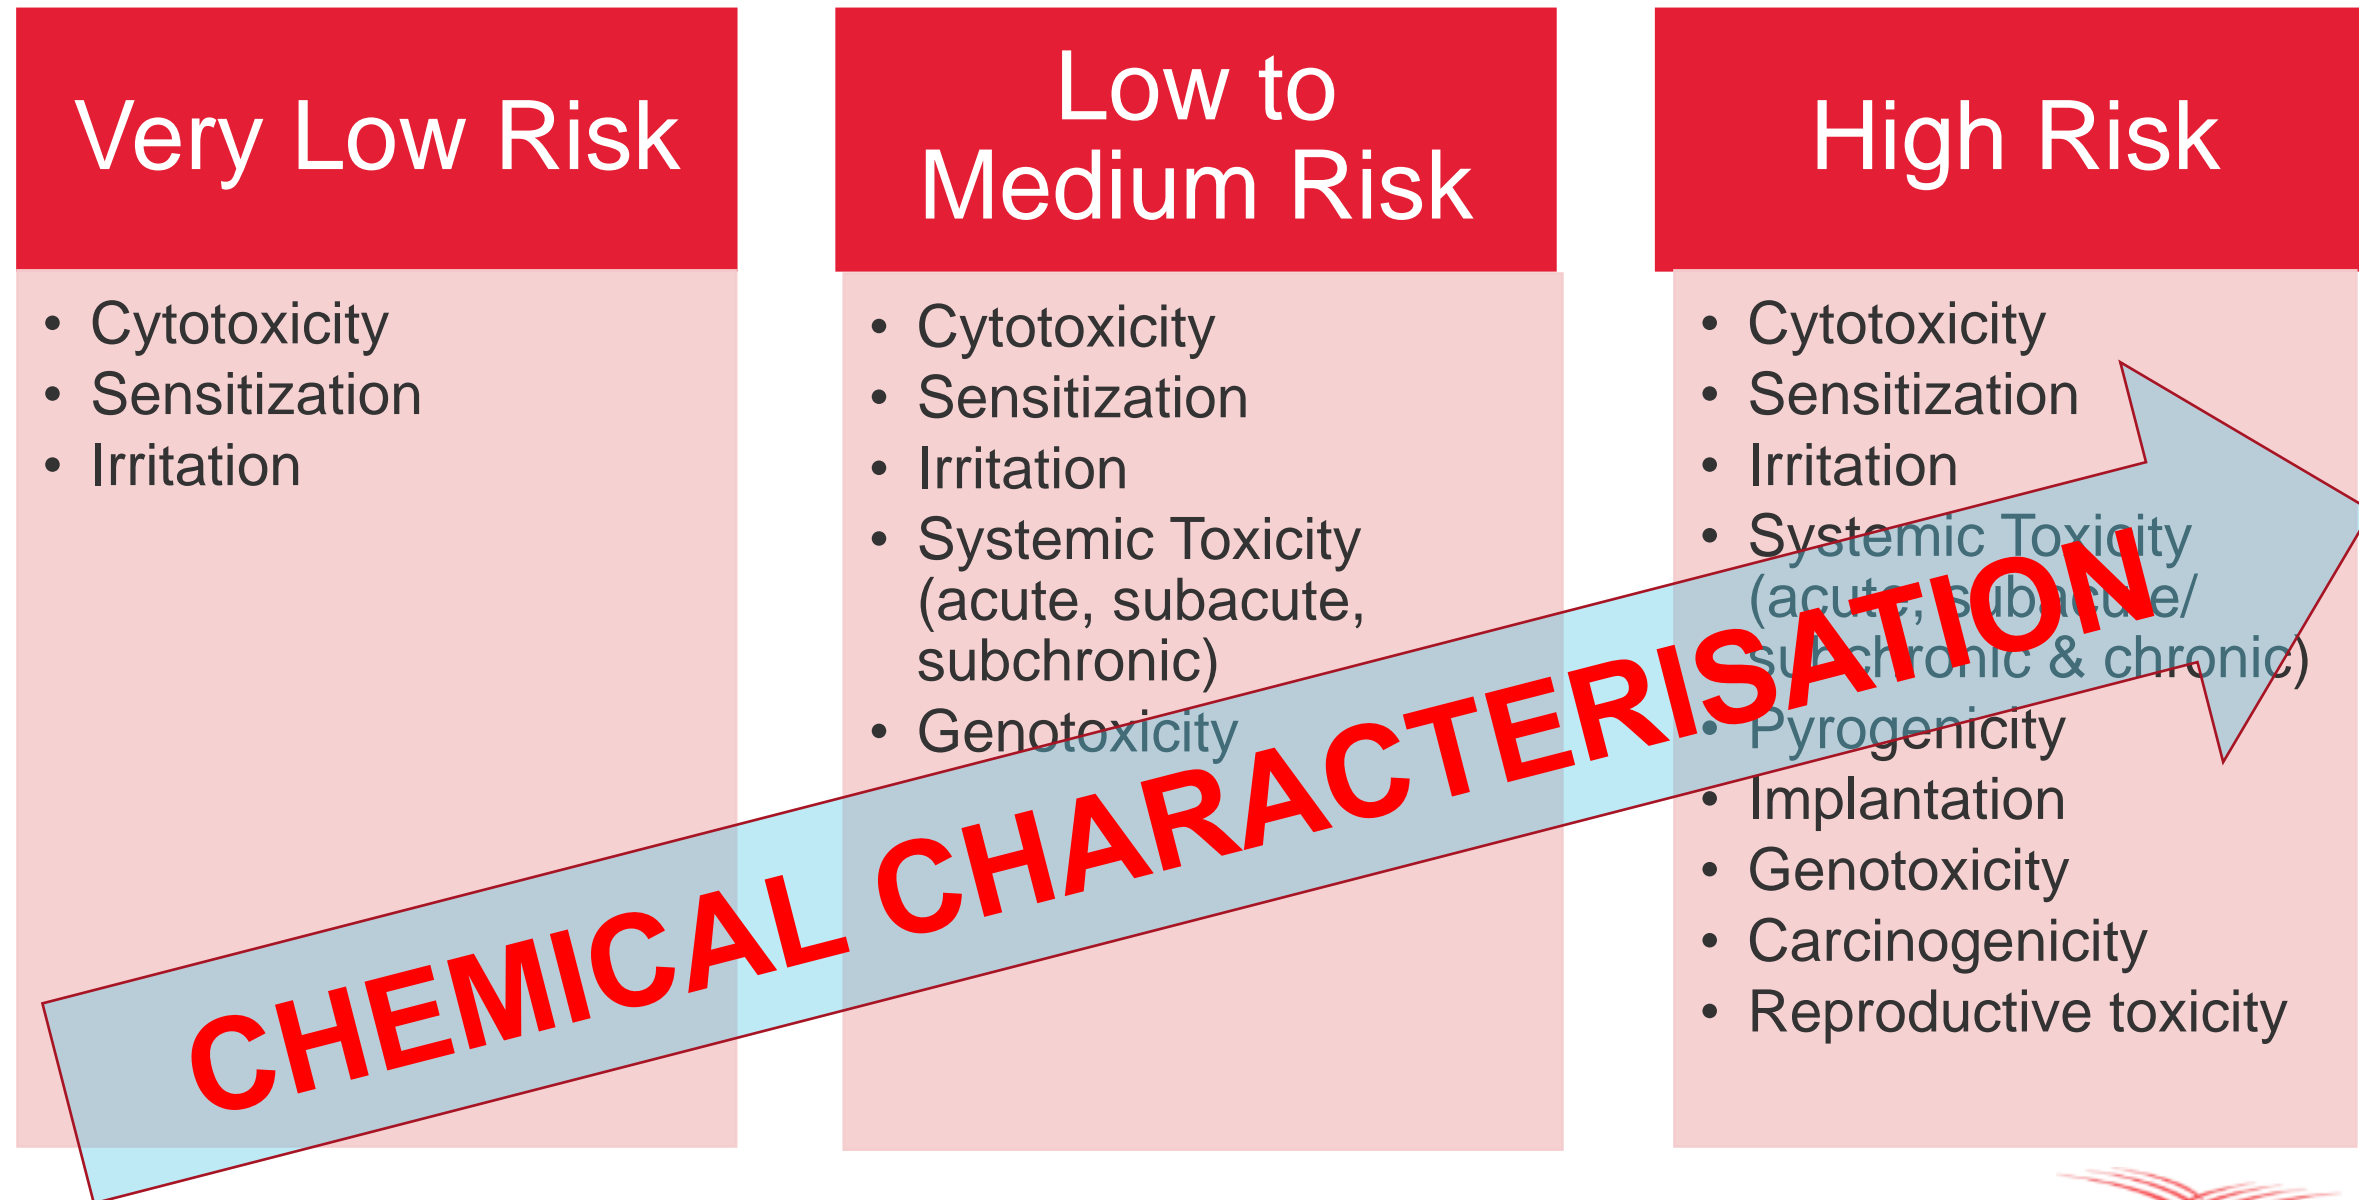 Very Low Risk
• Cytotoxicity
• Sensitization
• Irritation
Low to
Medium Risk
• Cytotoxicity
• Sensitization
• Irritation
• Systemic Toxicity
(acute, subacute,
subchronic)
• Genotoxicity
High Risk
• Cytotoxicity
• Sensitization
• Irritation
• Systemic Toxicity
(acute, subacute/
subchronic & chronic)
• Pyrogenicity
• Implantation
• Genotoxicity
• Carcinogenicity
• Reproductive toxicity
CHEMICAL CHARACTERISATION